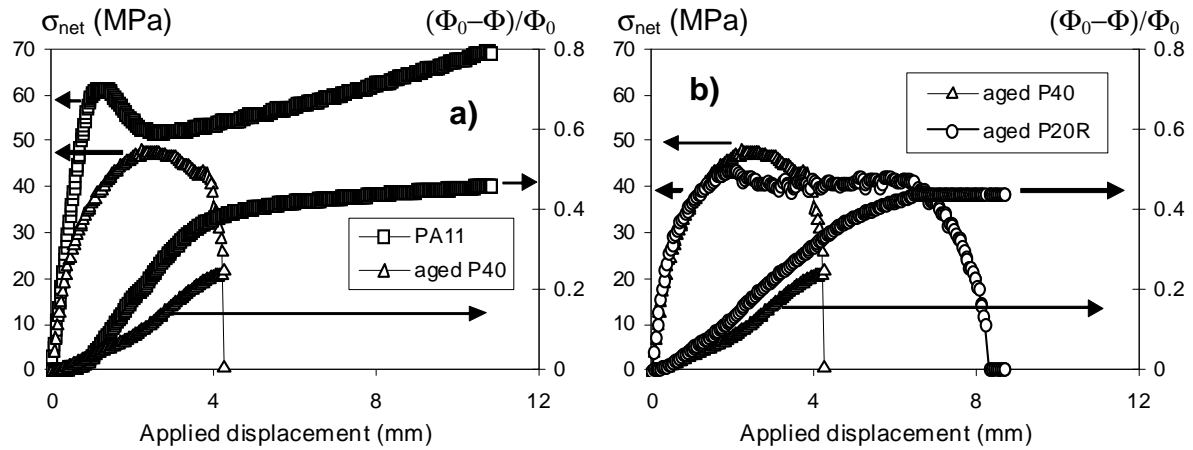 σnet (MPa)
(Φ0–Φ)/Φ0
70
60
50
40
30
20
10
0
0.8
0.6
0.4
0.2
0
a)
PA11
aged P40
0
4
8
12
Applied displacement (mm)
σnet (MPa)
(Φ0–Φ)/Φ0
70
60
50
40
30
20
10
0
0.8
0.6
0.4
0.2
0
b)
aged P40
aged P20R
0
4
8
12
Applied displacement (mm)